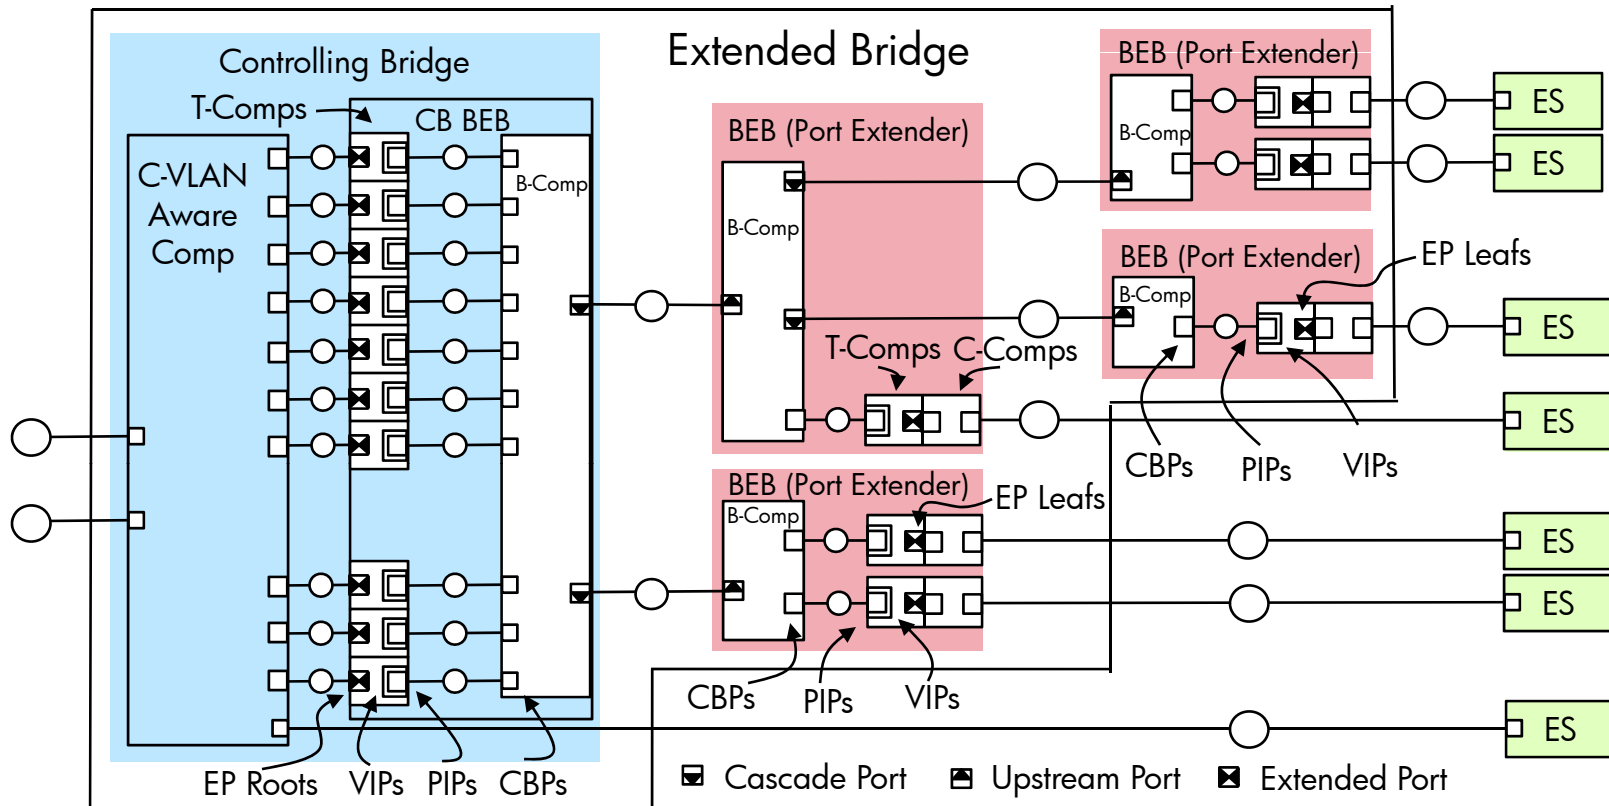 Extended Bridge
Controlling Bridge
T-Comps
CB BEB
C-VLAN
Aware
Comp
B-Comp
EP Roots
VIPs
PIPs
CBPs
BEB (Port Extender)
B-Comp
T-Comps
C-Comps
BEB (Port Extender)
B-Comp
EP Leafs
CBPs
PIPs
VIPs
BEB (Port Extender)
B-Comp
BEB (Port Extender)
B-Comp
EP Leafs
CBPs
PIPs
VIPs
ES
ES
ES
ES
ES
ES
ES
Cascade Port
Upstream Port
Extended Port